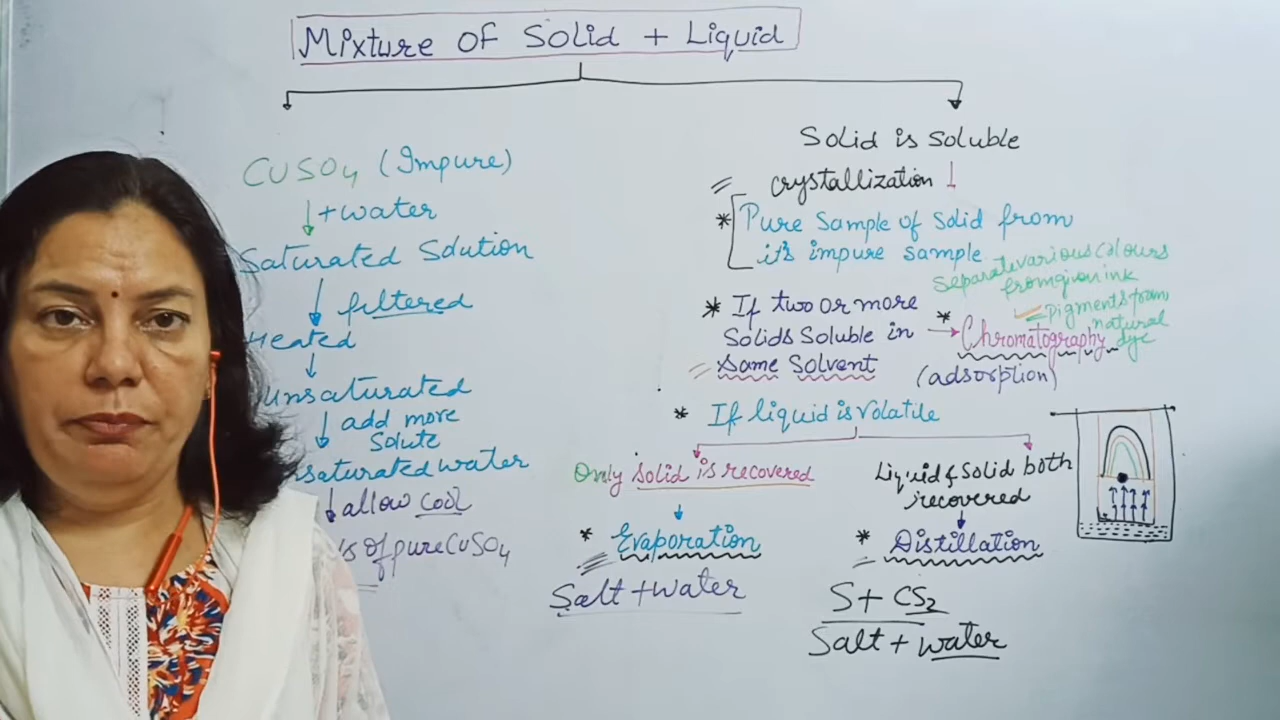 Mixture of Solid + Liquid
CuSO4 (Impure)
+water
Saturated Solution
filtered
Heated
unsaturated
add more
Solute
saturated water
allow cool
of pure CuSO4
Solid is soluble
crystallization
* Pure sample of solid from
it's impure sample
* If two or more
Solids Soluble in
Same Solvent
Separate various colours
from given ink
pigments from
natural
dye
* Chromatography
(adsorption)
* If liquid is volatile
Only solid is recovered
* Evaporation
Salt + water
Liquid & Solid both
recovered
* Distillation
S + CS2
Salt + water